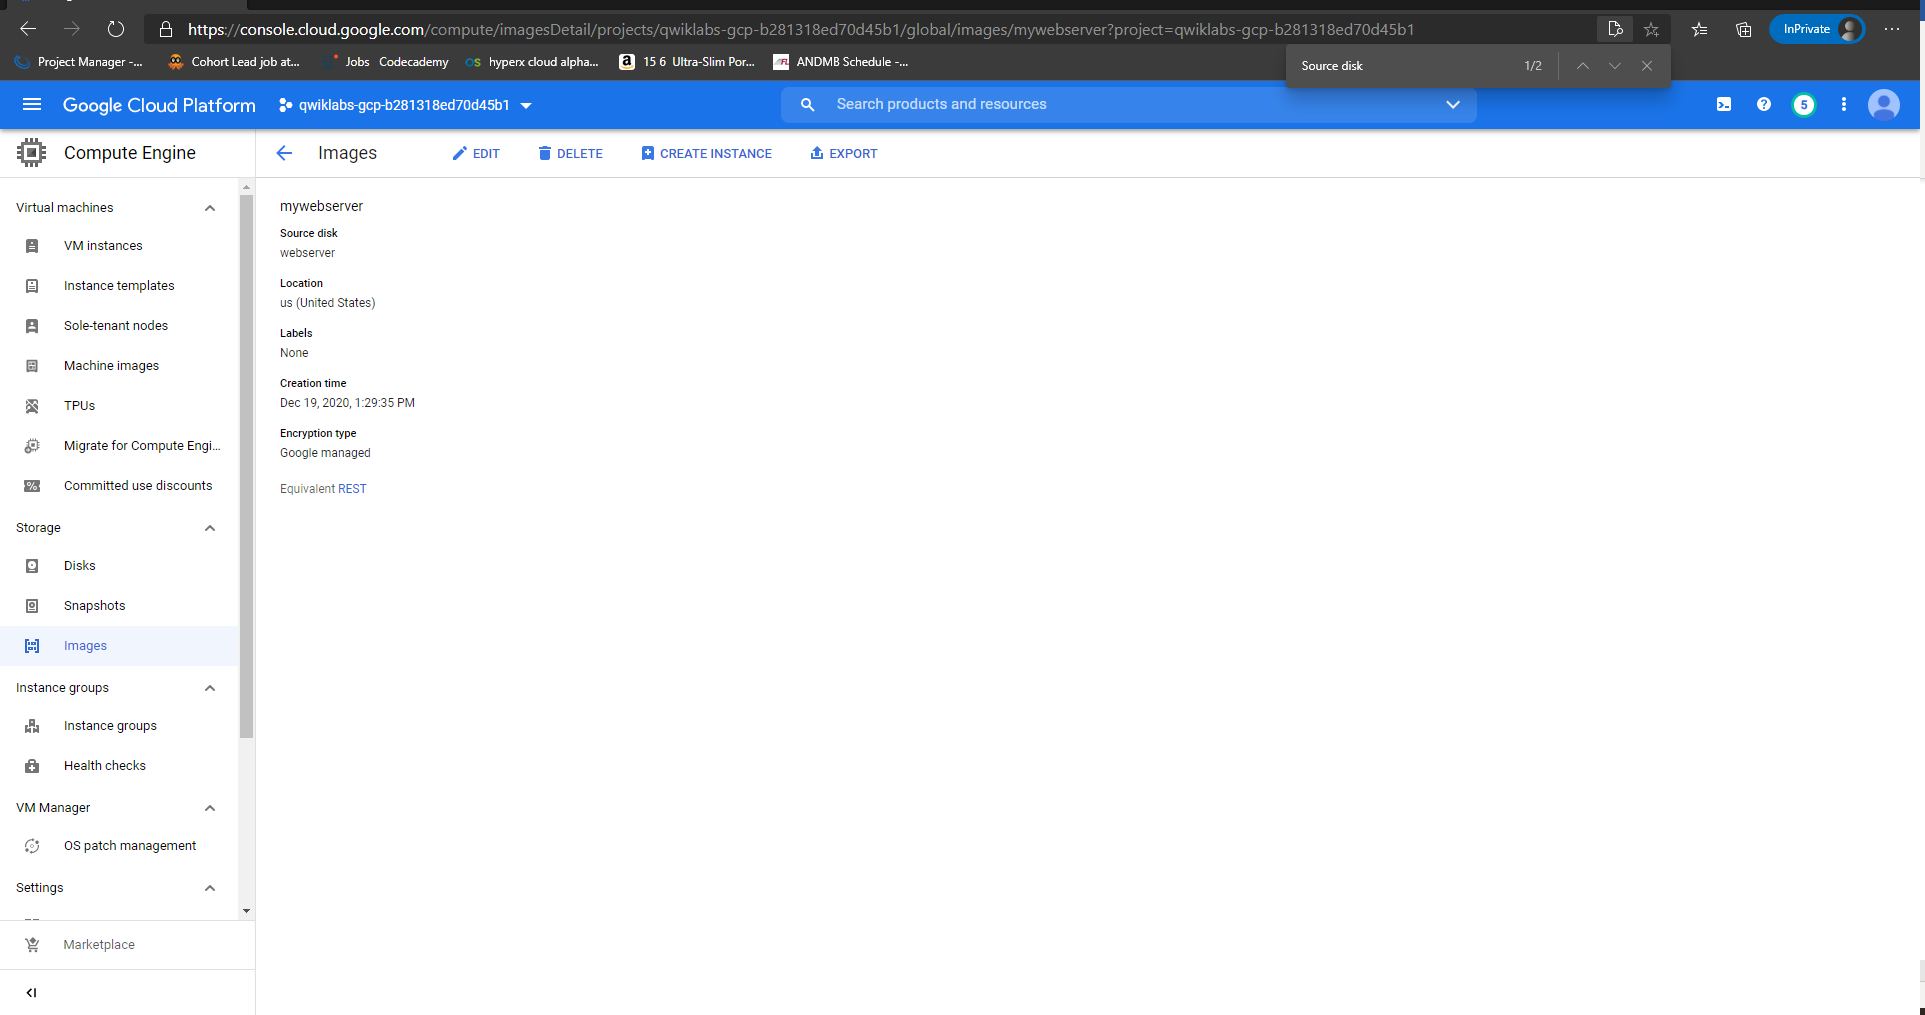 https://console.cloud.google.com/compute/imagesDetail/projects/qwiklabs-gcp-b281318ed70d45b1/global/images/mywebserver?project=qwiklabs-gcp-b281318ed70d45b1
InPrivate
Project Manager -...
Cohort Lead job at...
Jobs
Codecademy
os hyperx cloud alpha...
a 15 6 Ultra-Slim Por...
ANDMB Schedule -...
Source disk 1/2
Google Cloud Platform
qwiklabs-gcp-b281318ed70d45b1
Search products and resources
5
Compute Engine
Images
EDIT
DELETE
CREATE INSTANCE
EXPORT
Virtual machines
VM instances
Instance templates
Sole-tenant nodes
Machine images
TPUs
Migrate for Compute Engi...
Committed use discounts
Storage
Disks
Snapshots
Images
Instance groups
Instance groups
Health checks
VM Manager
OS patch management
Settings
Marketplace
mywebserver
Source disk
webserver
Location
us (United States)
Labels
None
Creation time
Dec 19, 2020, 1:29:35 PM
Encryption type
Google managed
Equivalent REST